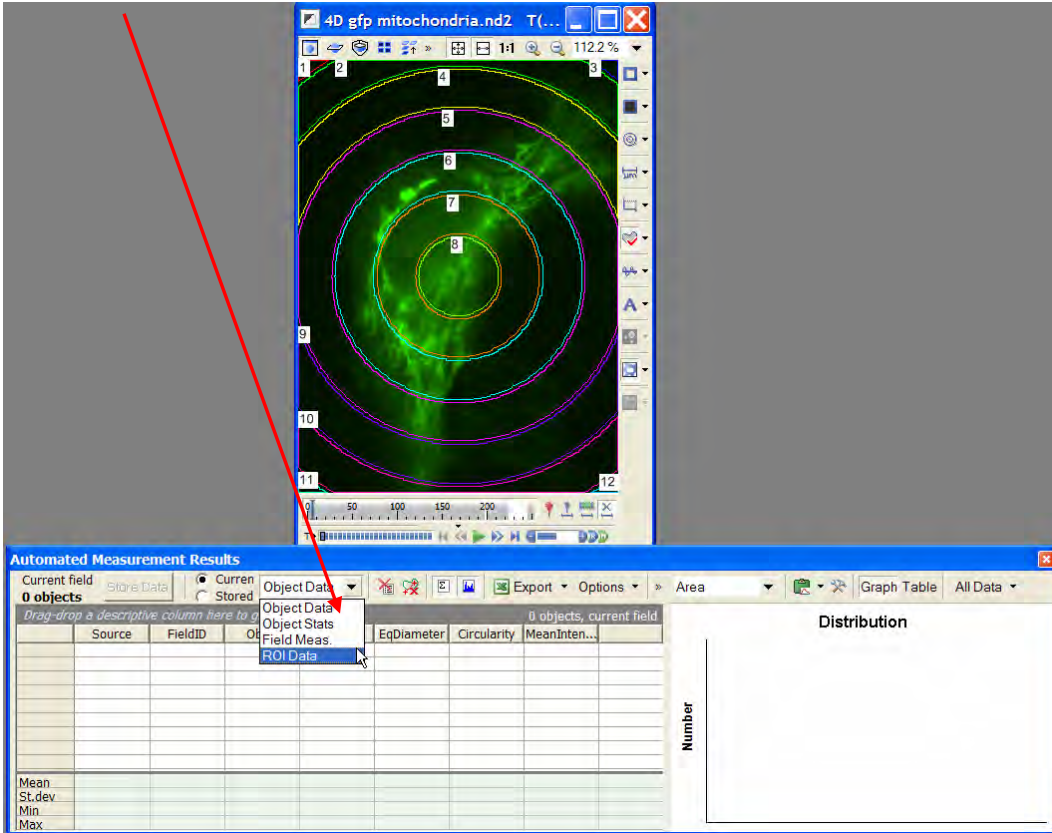 4D gfp mitochondria.nd2 T(...
1:1 112.2 %
1 2 3
4
5
6
7
8
9
10
11 12
0 50 100 150 200
Automated Measurement Results
Current field
0 objects
Store Data
Curren
Stored
Object Data
Σ
Export
Options
»
Area
Graph Table
All Data
Drag-drop a descriptive column here to g
0 objects, current field
Object Data
Object Stats
Field Meas.
ROI Data
Source FieldID Ob EqDiameter Circularity MeanInten...
Mean
St.dev
Min
Max
Distribution
Number